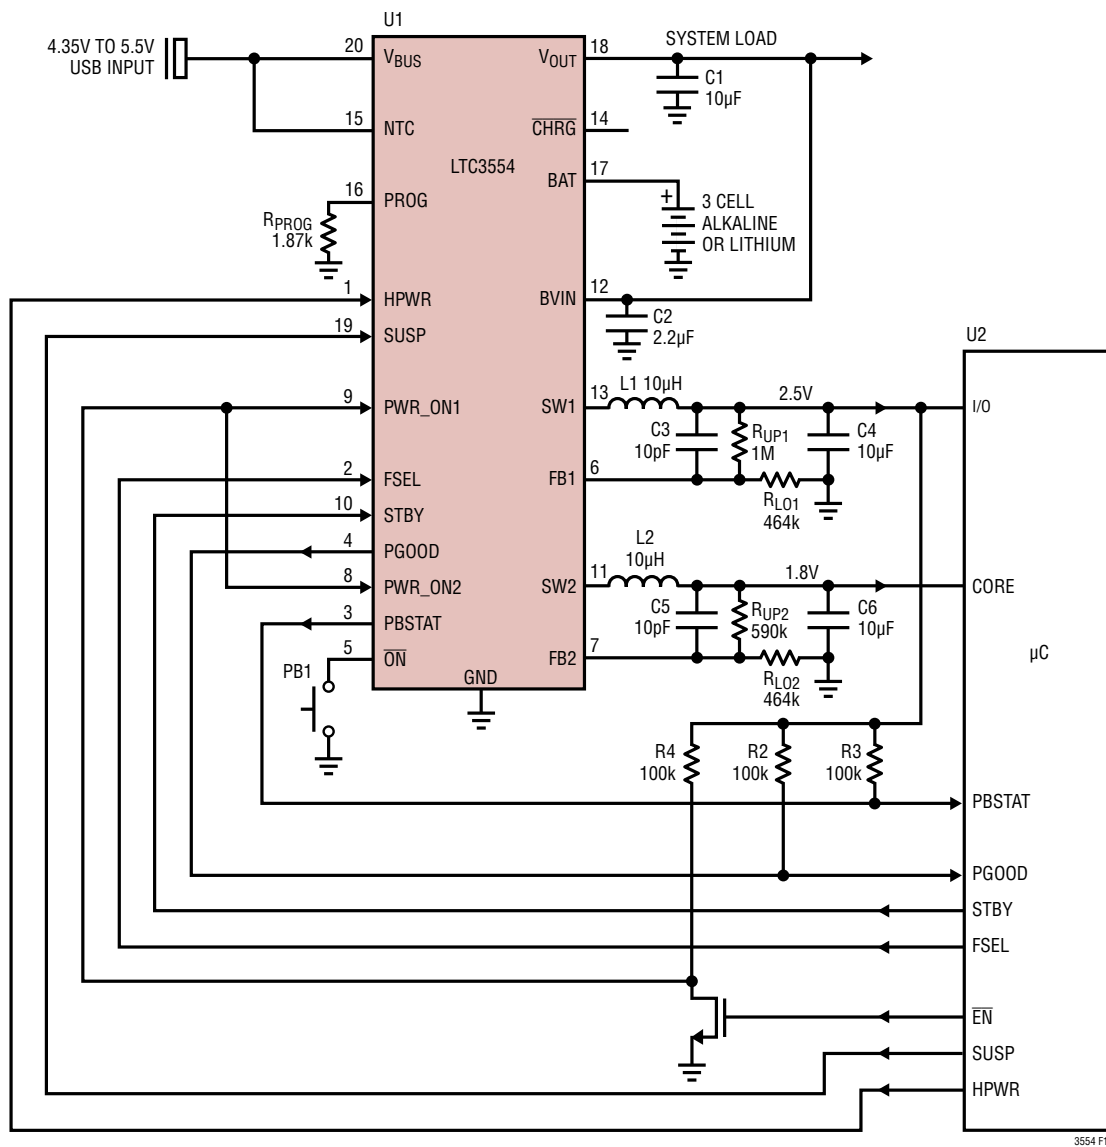 U1
4.35V TO 5.5V
USB INPUT
20
VBUS
15
NTC
16
PROG
RPROG
1.87k
1
HPWR
19
SUSP
9
PWR_ON1
2
FSEL
10
STBY
4
PGOOD
8
PWR_ON2
3
PBSTAT
5
ON
PB1
GND
LTC3554
VOUT
18
SYSTEM LOAD
C1
10µF
CHRG
14
BAT
17
+
3 CELL
ALKALINE
OR LITHIUM
BVIN
12
C2
2.2µF
SW1
13
L1 10µH
2.5V
C3
10pF
RUP1
1M
C4
10µF
FB1
6
RLO1
464k
SW2
11
L2
10µH
1.8V
C5
10pF
RUP2
590k
C6
10µF
FB2
7
RLO2
464k
R4
100k
R2
100k
R3
100k
U2
I/O
CORE
µC
PBSTAT
PGOOD
STBY
FSEL
EN
SUSP
HPWR
3554 F1